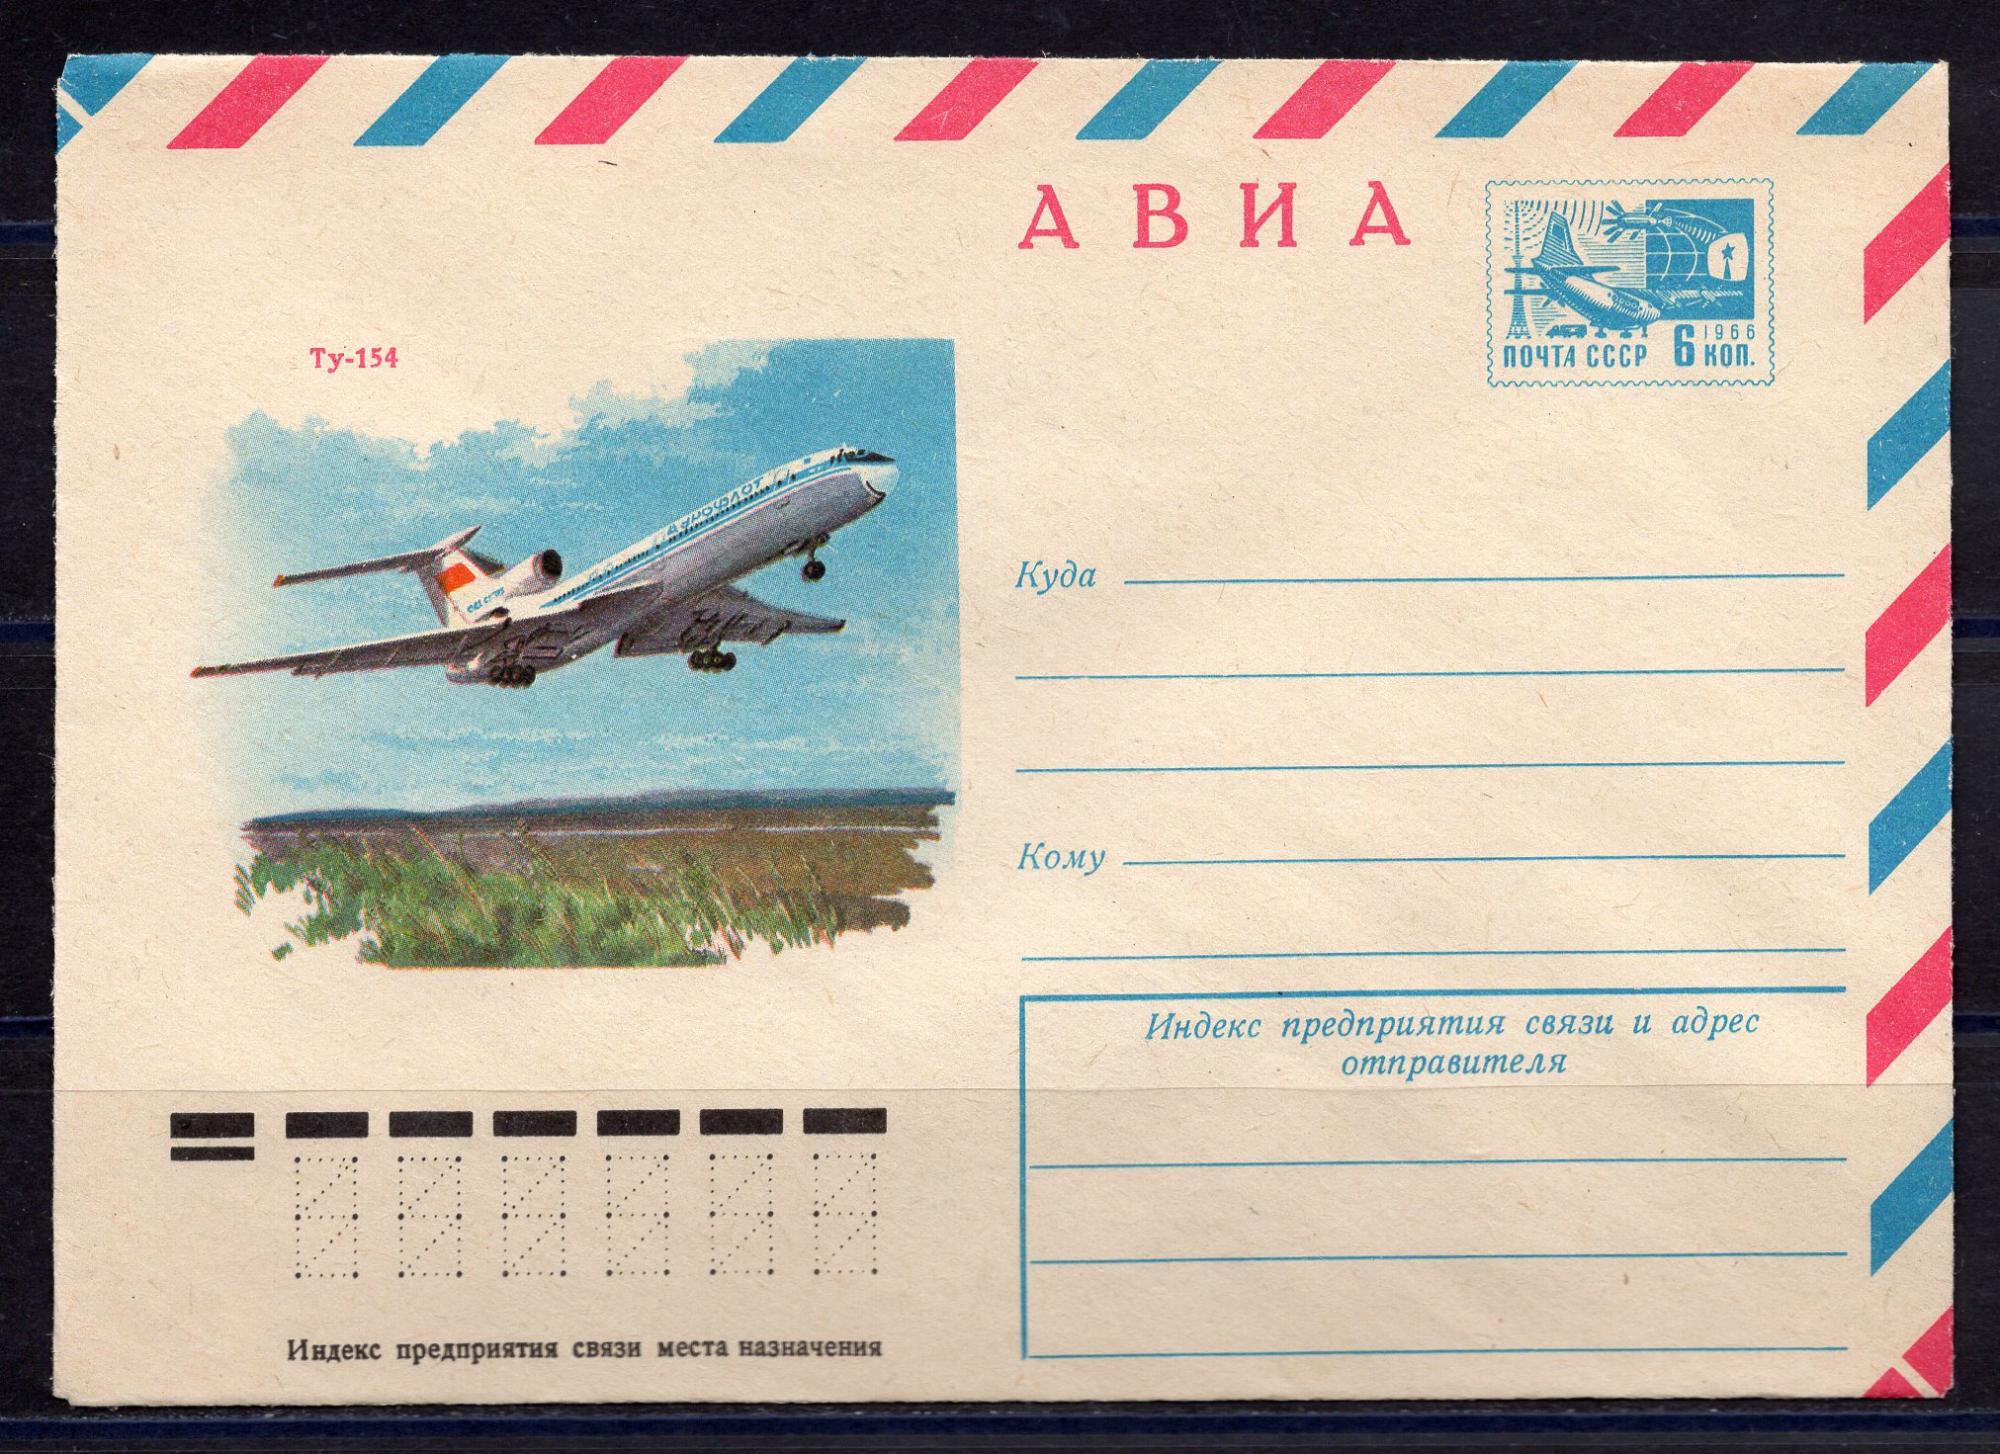 АВИА
1966
ПОЧТА СССР 6 КОП.
Ту-154
АЭРОФЛОТ
Куда
Кому
Индекс предприятия связи и адрес
отправителя
Индекс предприятия связи места назначения